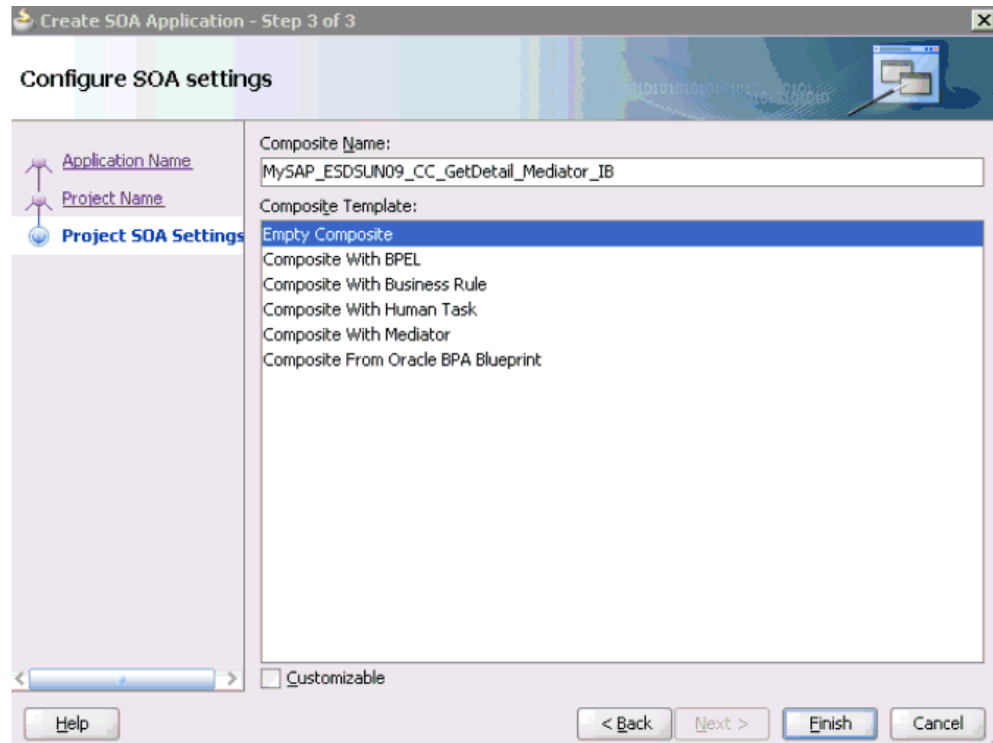 Create SOA Application - Step 3 of 3
Configure SOA settings
Application Name
Project Name
Project SOA Settings
Composite Name:
MySAP_ESDSUN09_CC_GetDetail_Mediator_IB
Composite Template:
Empty Composite
Composite With BPEL
Composite With Business Rule
Composite With Human Task
Composite With Mediator
Composite From Oracle BPA Blueprint
Customizable
Help
< Back
Next >
Finish
Cancel